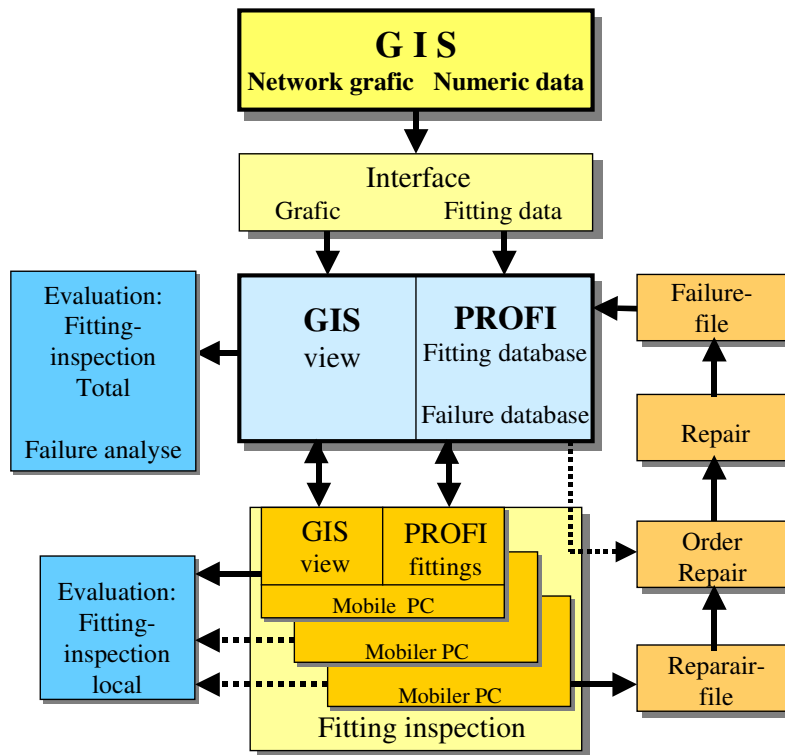 G I S
Network grafic Numeric data
Interface
Grafic Fitting data
Evaluation:
Fitting-
inspection
Total
Failure analyse
GIS
view
PROFI
Fitting database
Failure database
Failure-
file
Repair
Order
Repair
Reparair-
file
GIS
view
PROFI
fittings
Mobile PC
Mobiler PC
Mobiler PC
Fitting inspection
Evaluation:
Fitting-
inspection
local